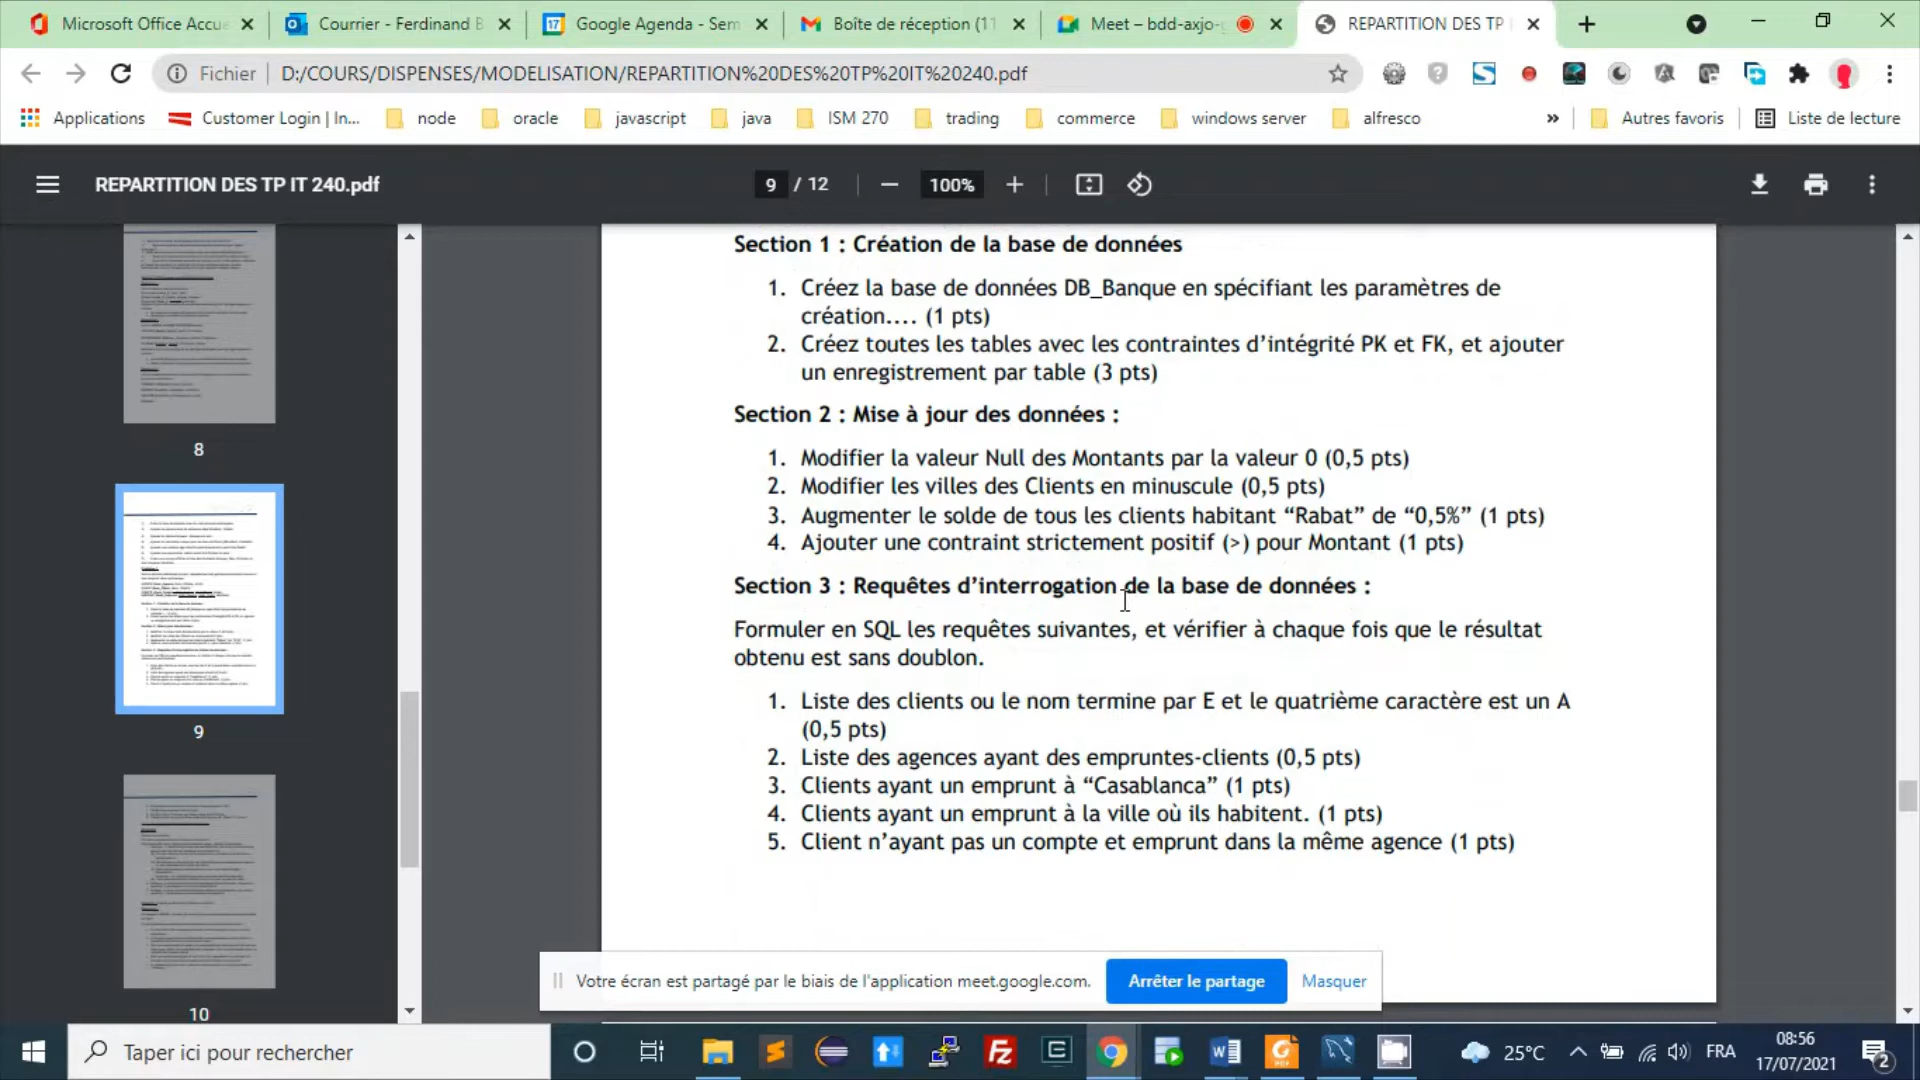 Microsoft Office Accue
Courrier - Ferdinand B
Google Agenda - Sem
Boîte de réception (11
Meet – bdd-axjo-
REPARTITION DES TP
Fichier
D:/COURS/DISPENSES/MODELISATION/REPARTITION%20DES%20TP%20IT%20240.pdf
Applications
Customer Login | In...
node
oracle
javascript
java
ISM 270
trading
commerce
windows server
alfresco
»
Autres favoris
Liste de lecture
REPARTITION DES TP IT 240.pdf
9 / 12
100%
8
9
10
Section 1 : Création de la base de données
1. Créez la base de données DB_Banque en spécifiant les paramètres de
création.... (1 pts)
2. Créez toutes les tables avec les contraintes d’intégrité PK et FK, et ajouter
un enregistrement par table (3 pts)
Section 2 : Mise à jour des données :
1. Modifier la valeur Null des Montants par la valeur 0 (0,5 pts)
2. Modifier les villes des Clients en minuscule (0,5 pts)
3. Augmenter le solde de tous les clients habitant “Rabat” de “0,5%” (1 pts)
4. Ajouter une contraint strictement positif (>) pour Montant (1 pts)
Section 3 : Requêtes d’interrogation de la base de données :
Formuler en SQL les requêtes suivantes, et vérifier à chaque fois que le résultat
obtenu est sans doublon.
1. Liste des clients ou le nom termine par E et le quatrième caractère est un A
(0,5 pts)
2. Liste des agences ayant des empruntes-clients (0,5 pts)
3. Clients ayant un emprunt à “Casablanca” (1 pts)
4. Clients ayant un emprunt à la ville où ils habitent. (1 pts)
5. Client n’ayant pas un compte et emprunt dans la même agence (1 pts)
Votre écran est partagé par le biais de l'application meet.google.com.
Arrêter le partage
Masquer
Taper ici pour rechercher
25°C
FRA
08:56
17/07/2021
2